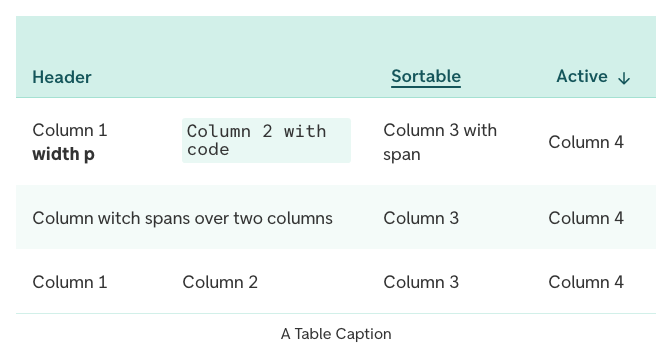 Header Sortable Active ↓
Column 1 Column 2 with Column 3 with Column 4
width p code span
Column witch spans over two columns Column 3 Column 4
Column 1 Column 2 Column 3 Column 4
A Table Caption